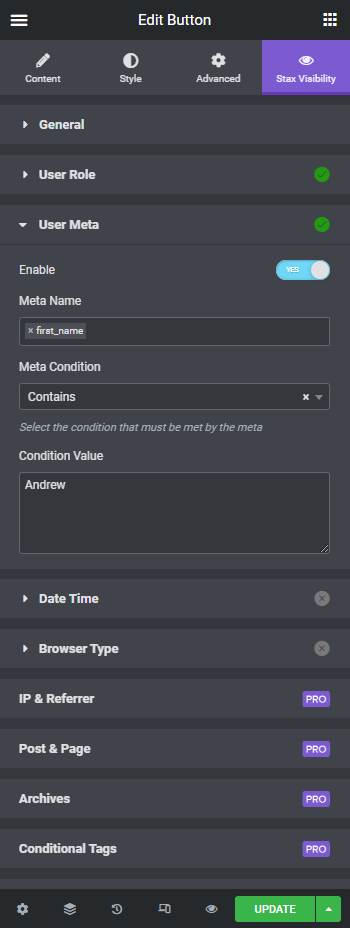 Edit Button
Content
Style
Advanced
Stax Visibility
General
User Role
User Meta
Enable
YES
Meta Name
× first_name
Meta Condition
Contains ×
Select the condition that must be met by the meta
Condition Value
Andrew
Date Time
Browser Type
IP & Referrer PRO
Post & Page PRO
Archives PRO
Conditional Tags PRO
UPDATE